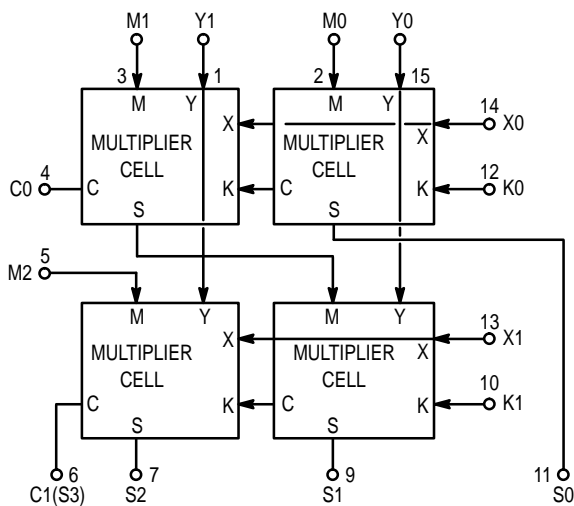 M1 Y1 M0 Y0
3 1 2 15
M Y M Y
14
X X0
X
MULTIPLIER MULTIPLIER
CELL CELL
12
4
C0 C K C K K0
S S
5
M2
M Y M Y
13
X X1
X
MULTIPLIER MULTIPLIER
CELL CELL
10
C K C K K1
S S
6 7 9 11
C1(S3) S2 S1 S0